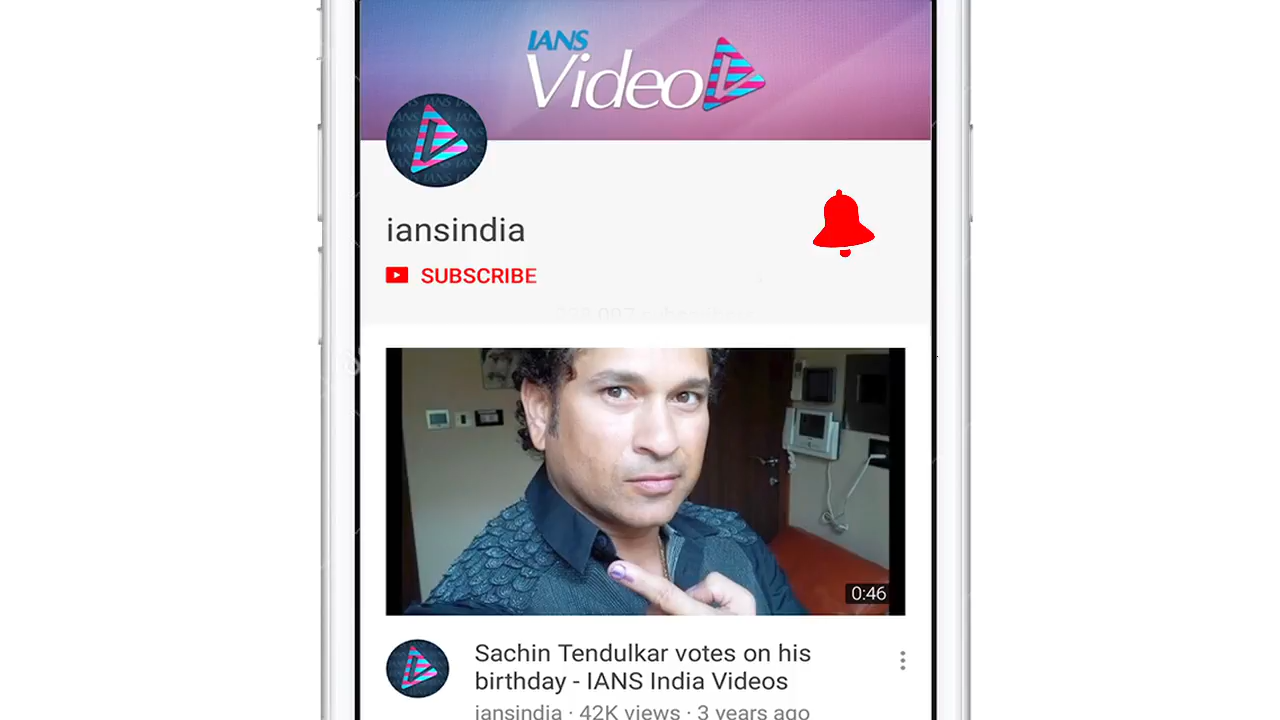 IANS
Video
iansindia
SUBSCRIBE
0:46
Sachin Tendulkar votes on his
birthday - IANS India Videos
iansindia · 42K views · 3 years ago